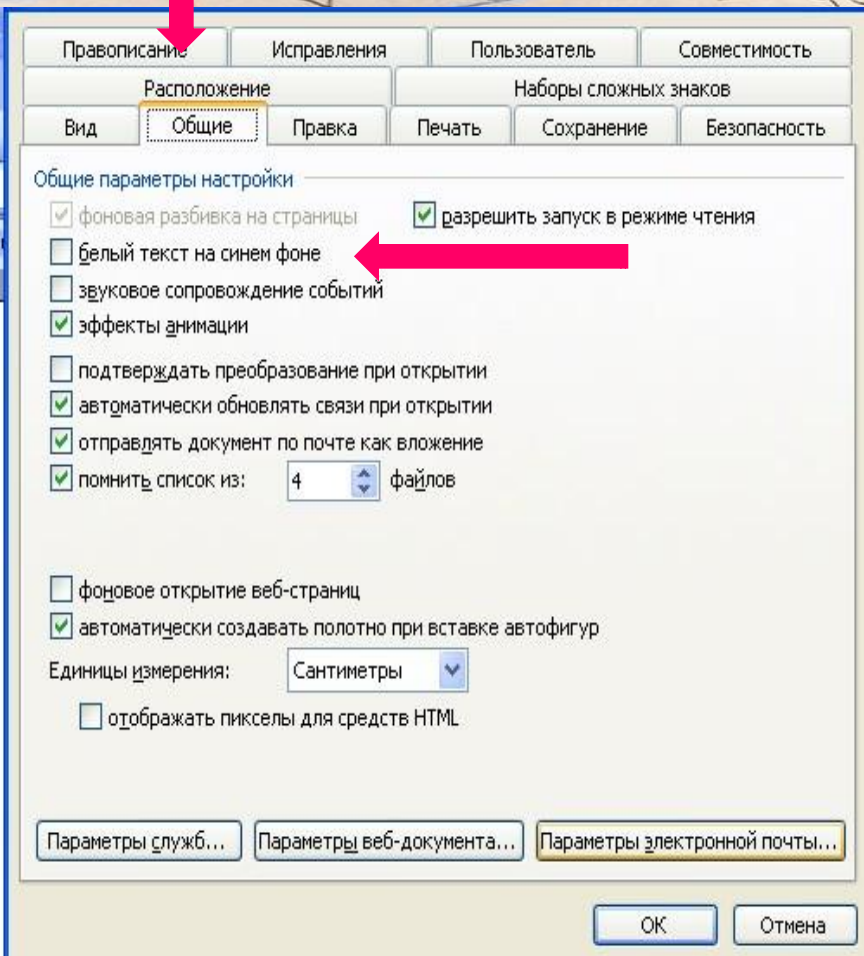 Правописание Исправления Пользователь Совместимость
Расположение Наборы сложных знаков
Вид Общие Правка Печать Сохранение Безопасность
Общие параметры настройки
фоновая разбивка на страницы разрешить запуск в режиме чтения
белый текст на синем фоне
звуковое сопровождение событий
эффекты анимации
подтверждать преобразование при открытии
автоматически обновлять связи при открытии
отправлять документ по почте как вложение
помнить список из: 4 файлов
фоновое открытие веб-страниц
автоматически создавать полотно при вставке автофигур
Единицы измерения: Сантиметры
отображать пикселы для средств HTML
Параметры служб... Параметры веб-документа... Параметры электронной почты...
ОК Отмена